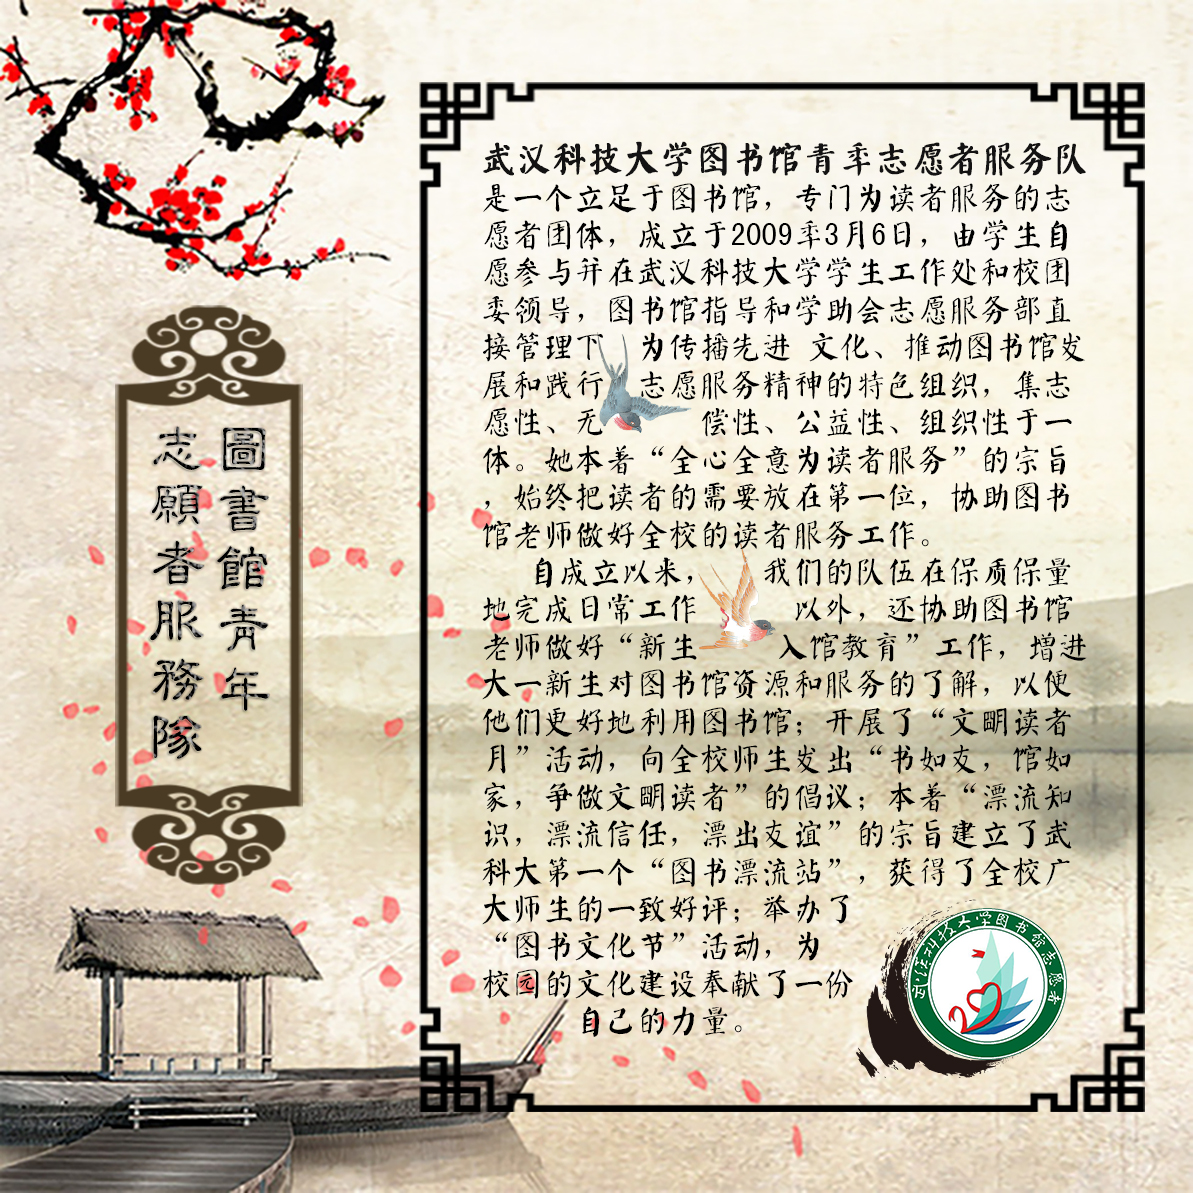 圖書館青年
志願者服務隊
武汉科技大学图书馆青年志愿者服务队
是一个立足于图书馆，专门为读者服务的志
愿者团体，成立于2009年3月6日，由学生自
愿参与并在武汉科技大学学生工作处和校团
委领导，图书馆指导和学助会志愿服务部直
接管理下 为传播先进 文化、推动图书馆发
展和践行 志愿服务精神的特色组织，集志
愿性、无 偿性、公益性、组织性于一
体。她本着“全心全意为读者服务”的宗旨
，始终把读者的需要放在第一位，协助图书
馆老师做好全校的读者服务工作。
自成立以来， 我们的队伍在保质保量
地完成日常工作 以外，还协助图书馆
老师做好“新生 入馆教育”工作，增进
大一新生对图书馆资源和服务的了解，以便
他们更好地利用图书馆；开展了“文明读者
月”活动，向全校师生发出“书如友，馆如
家，争做文明读者”的倡议；本着“漂流知
识，漂流信任，漂出友谊”的宗旨建立了武
科大第一个“图书漂流站”，获得了全校广
大师生的一致好评；举办了
“图书文化节”活动，为
校园的文化建设奉献了一份
自己的力量。
武汉科技大学图书馆志愿者